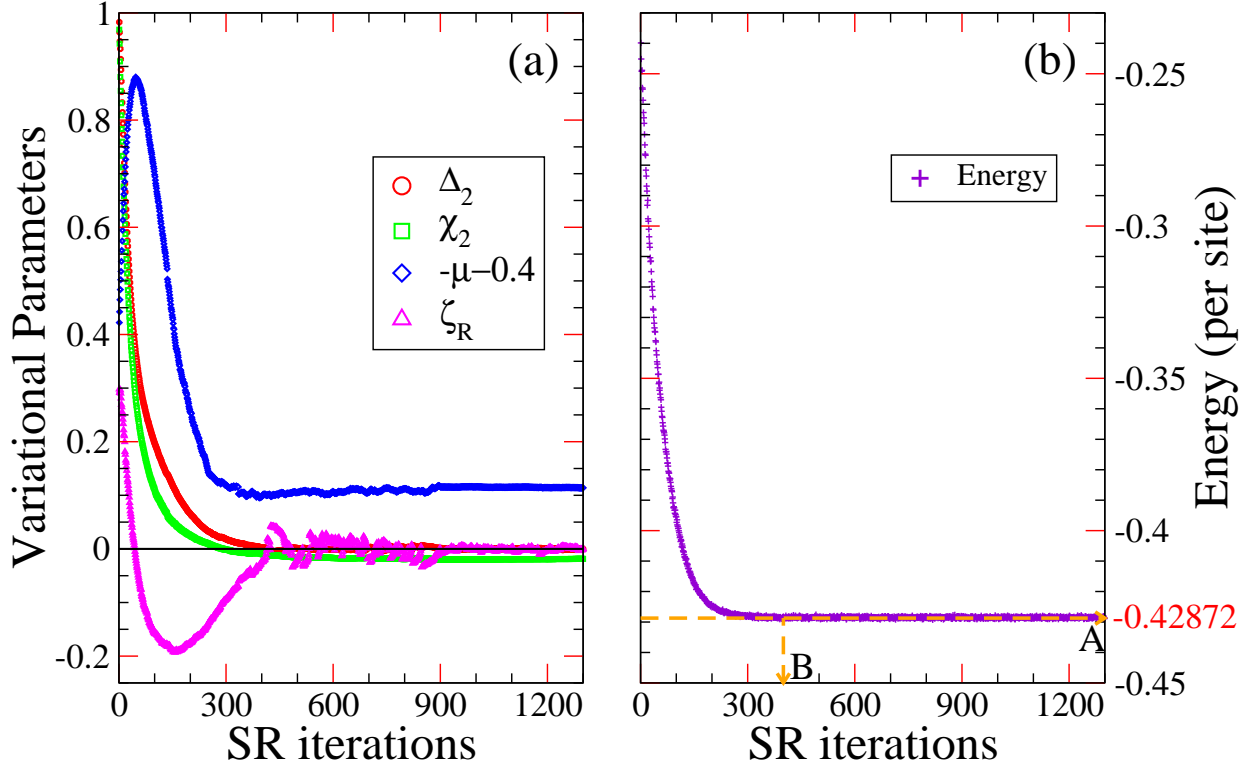 (a)
Variational Parameters
1
0.8
0.6
0.4
0.2
0
-0.2
Δ2
χ2
-μ−0.4
ζR
0
300
600
900
1200
SR iterations
(b)
Energy
-0.25
-0.3
-0.35
-0.4
-0.42872
-0.45
Energy (per site)
A
B
0
300
600
900
1200
SR iterations